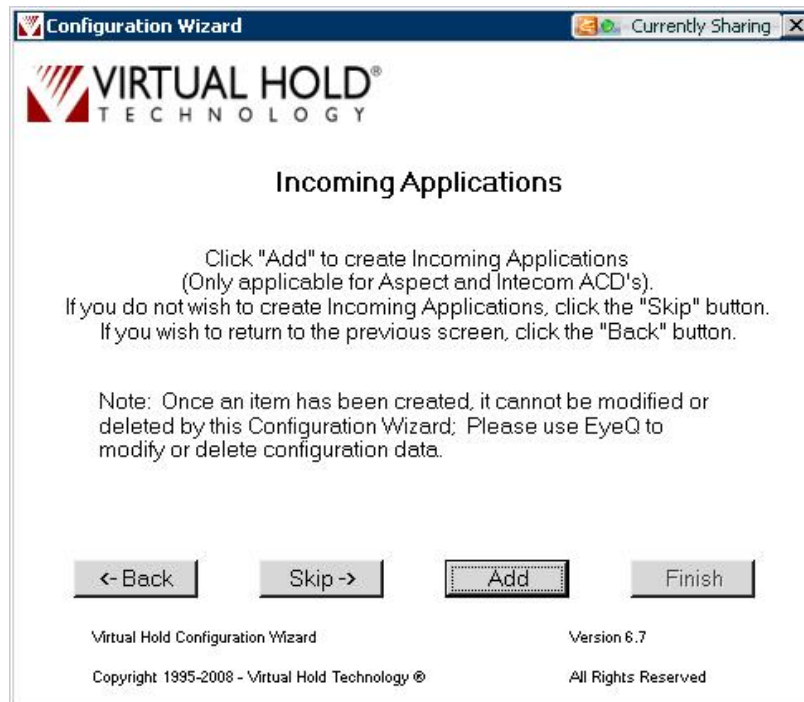 Configuration Wizard
Currently Sharing
VIRTUAL HOLD®
TECHNOLOGY
Incoming Applications
Click "Add" to create Incoming Applications
(Only applicable for Aspect and Intecom ACD's).
If you do not wish to create Incoming Applications, click the "Skip" button.
If you wish to return to the previous screen, click the "Back" button.
Note: Once an item has been created, it cannot be modified or
deleted by this Configuration Wizard; Please use EyeQ to
modify or delete configuration data.
<- Back
Skip ->
Add
Finish
Virtual Hold Configuration Wizard
Version 6.7
Copyright 1995-2008 - Virtual Hold Technology ®
All Rights Reserved